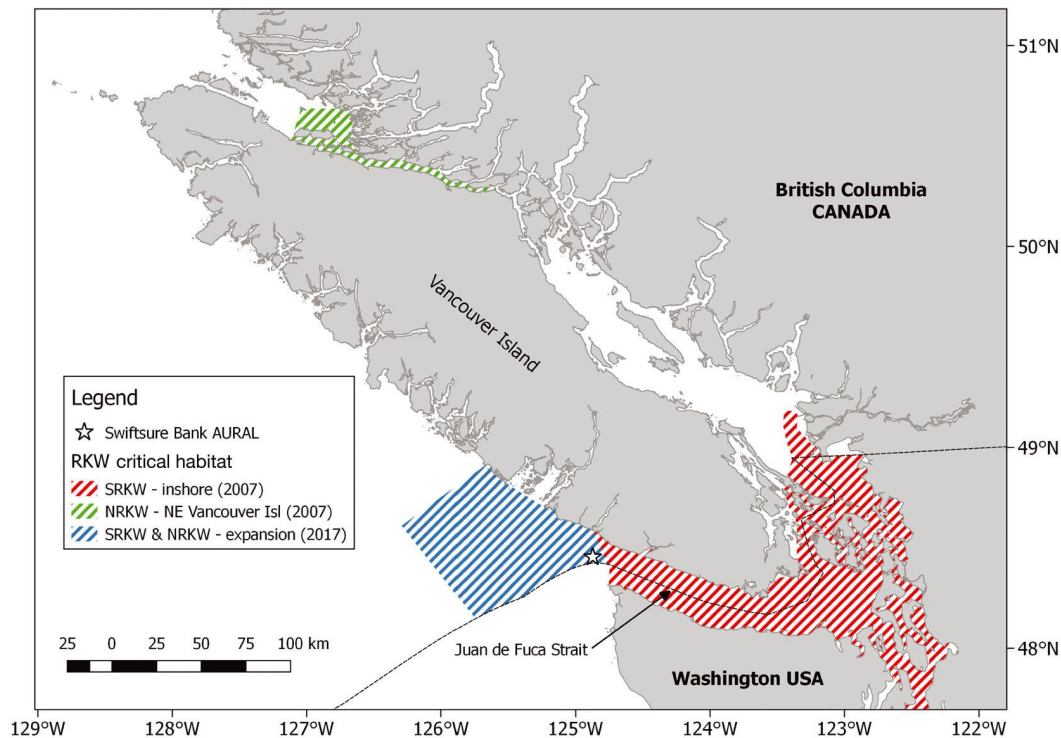 51°N
British Columbia
CANADA
50°N
Vancouver Island
Legend
Swiftsure Bank AURAL
RKW critical habitat
SRKW - inshore (2007)
NRKW - NE Vancouver Isl (2007)
SRKW & NRKW - expansion (2017)
49°N
25 0 25 50 75 100 km
Juan de Fuca Strait
48°N
Washington USA
129°W 128°W 127°W 126°W 125°W 124°W 123°W 122°W